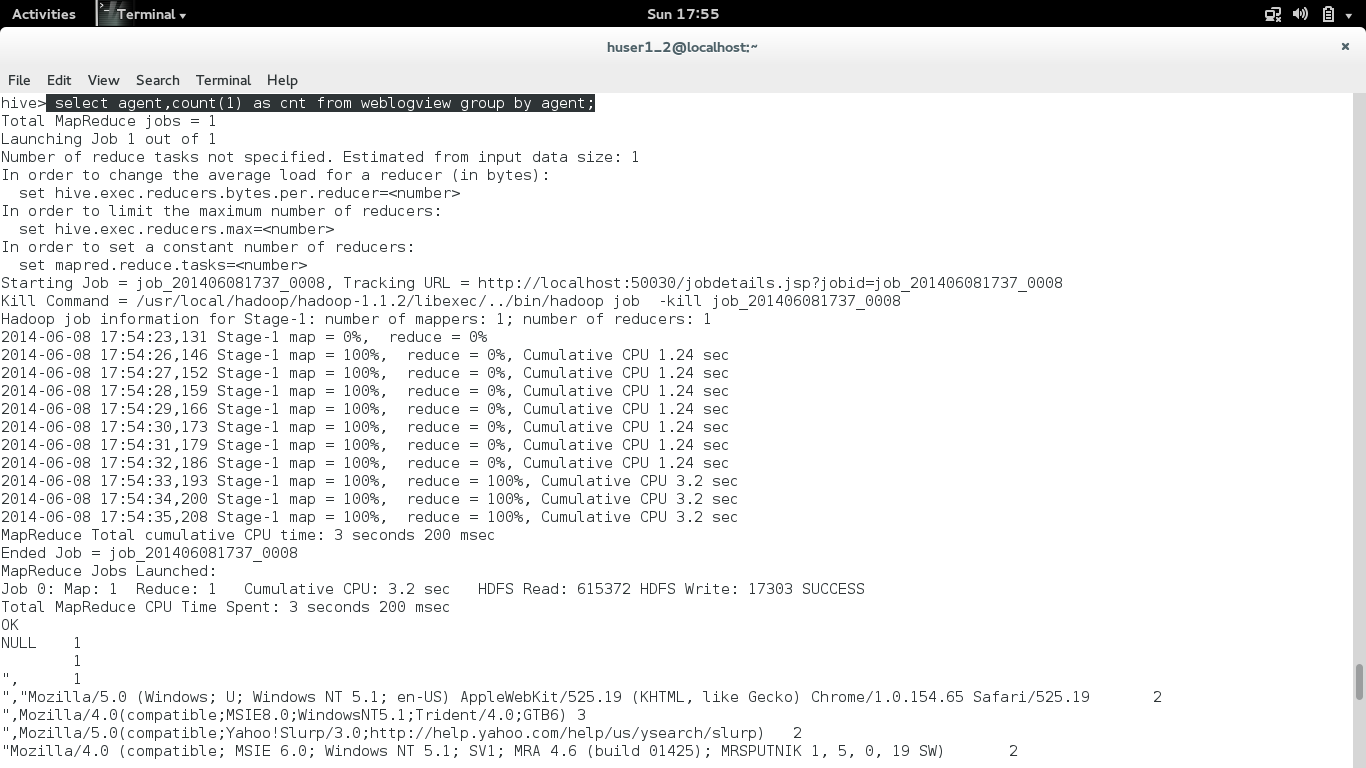 Activities Terminal Sun 17:55
huser1_2@localhost:~ ×
File Edit View Search Terminal Help
hive> select agent,count(1) as cnt from weblogview group by agent;
Total MapReduce jobs = 1
Launching Job 1 out of 1
Number of reduce tasks not specified. Estimated from input data size: 1
In order to change the average load for a reducer (in bytes):
  set hive.exec.reducers.bytes.per.reducer=<number>
In order to limit the maximum number of reducers:
  set hive.exec.reducers.max=<number>
In order to set a constant number of reducers:
  set mapred.reduce.tasks=<number>
Starting Job = job_201406081737_0008, Tracking URL = http://localhost:50030/jobdetails.jsp?jobid=job_201406081737_0008
Kill Command = /usr/local/hadoop/hadoop-1.1.2/libexec/../bin/hadoop job  -kill job_201406081737_0008
Hadoop job information for Stage-1: number of mappers: 1; number of reducers: 1
2014-06-08 17:54:23,131 Stage-1 map = 0%,  reduce = 0%
2014-06-08 17:54:26,146 Stage-1 map = 100%,  reduce = 0%, Cumulative CPU 1.24 sec
2014-06-08 17:54:27,152 Stage-1 map = 100%,  reduce = 0%, Cumulative CPU 1.24 sec
2014-06-08 17:54:28,159 Stage-1 map = 100%,  reduce = 0%, Cumulative CPU 1.24 sec
2014-06-08 17:54:29,166 Stage-1 map = 100%,  reduce = 0%, Cumulative CPU 1.24 sec
2014-06-08 17:54:30,173 Stage-1 map = 100%,  reduce = 0%, Cumulative CPU 1.24 sec
2014-06-08 17:54:31,179 Stage-1 map = 100%,  reduce = 0%, Cumulative CPU 1.24 sec
2014-06-08 17:54:32,186 Stage-1 map = 100%,  reduce = 0%, Cumulative CPU 1.24 sec
2014-06-08 17:54:33,193 Stage-1 map = 100%,  reduce = 100%, Cumulative CPU 3.2 sec
2014-06-08 17:54:34,200 Stage-1 map = 100%,  reduce = 100%, Cumulative CPU 3.2 sec
2014-06-08 17:54:35,208 Stage-1 map = 100%,  reduce = 100%, Cumulative CPU 3.2 sec
MapReduce Total cumulative CPU time: 3 seconds 200 msec
Ended Job = job_201406081737_0008
MapReduce Jobs Launched:
Job 0: Map: 1  Reduce: 1   Cumulative CPU: 3.2 sec   HDFS Read: 615372 HDFS Write: 17303 SUCCESS
Total MapReduce CPU Time Spent: 3 seconds 200 msec
OK
NULL    1
        1
",      1
","Mozilla/5.0 (Windows; U; Windows NT 5.1; en-US) AppleWebKit/525.19 (KHTML, like Gecko) Chrome/1.0.154.65 Safari/525.19       2
",Mozilla/4.0(compatible;MSIE8.0;WindowsNT5.1;Trident/4.0;GTB6) 3
",Mozilla/5.0(compatible;Yahoo!Slurp/3.0;http://help.yahoo.com/help/us/ysearch/slurp)   2
"Mozilla/4.0 (compatible; MSIE 6.0; Windows NT 5.1; SV1; MRA 4.6 (build 01425); MRSPUTNIK 1, 5, 0, 19 SW)       2